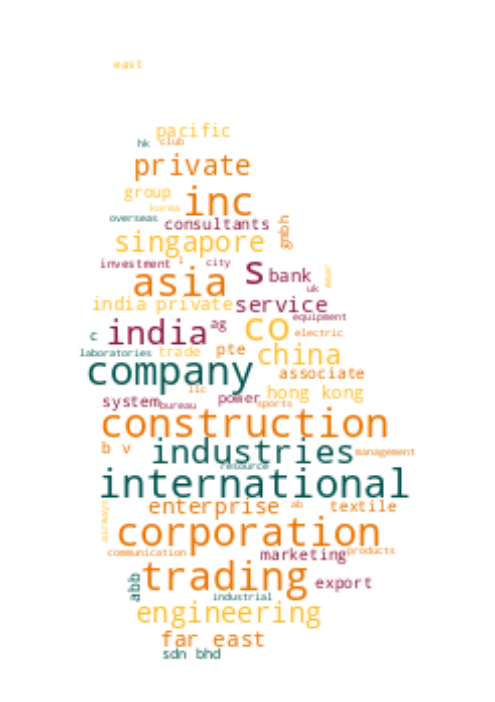 east
pacific
hk club
private
group inc
korea
overseas consultants
singapore gmbh
investment l city
asia s bank
uk
india private service
equipment
c india ag co electric
laboratories trade pte china
company associate
llc hong kong
system bureau power sports
construction
b v industries management
resource
international
airways enterprise ab textile
corporation
communication marketing products
abb trading export
industrial
engineering
far east
sdn bhd